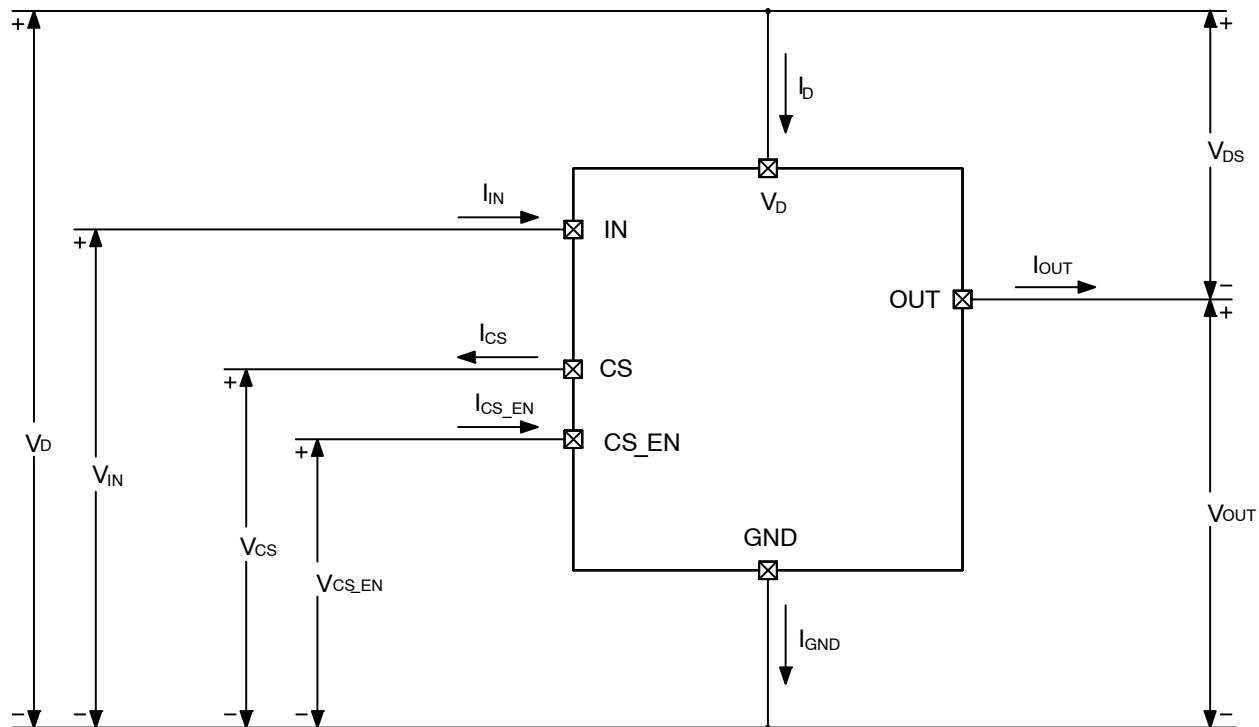 + +
I_D
V_DS
I_IN
V_D
+ IN
I_OUT
OUT −
+
I_CS
+ CS
I_CS_EN
V_D + CS_EN
V_IN
V_OUT
GND
V_CS
V_CS_EN
I_GND
− − − − −